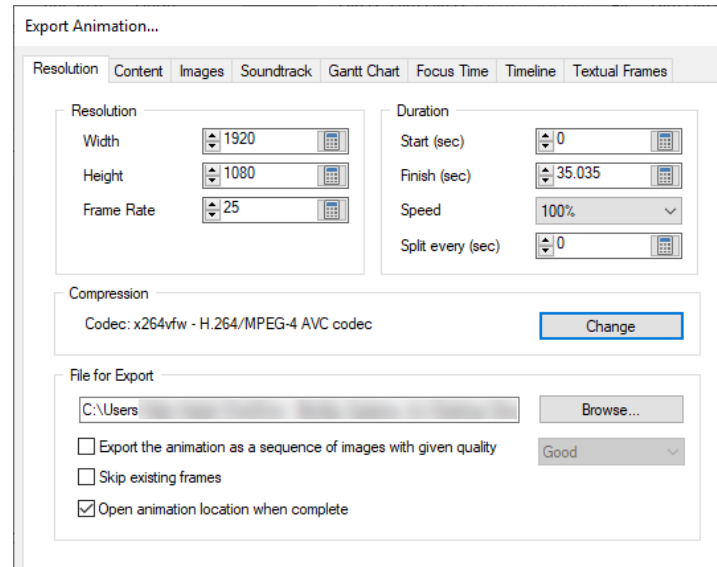 Export Animation...
Resolution Content Images Soundtrack Gantt Chart Focus Time Timeline Textual Frames
Resolution
Width 1920
Height 1080
Frame Rate 25
Duration
Start (sec) 0
Finish (sec) 35.035
Speed 100%
Split every (sec) 0
Compression
Codec: x264vfw - H.264/MPEG-4 AVC codec Change
File for Export
C:\Users Browse...
Export the animation as a sequence of images with given quality Good
Skip existing frames
Open animation location when complete